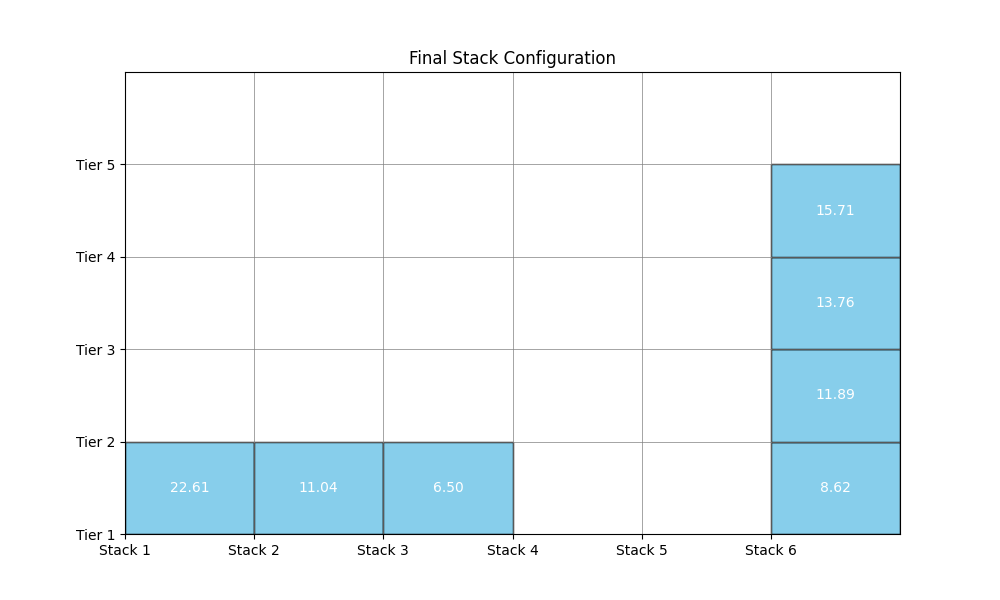 Final Stack Configuration
Tier 5
15.71
Tier 4
13.76
Tier 3
11.89
Tier 2
22.61 11.04 6.50 8.62
Tier 1
Stack 1 Stack 2 Stack 3 Stack 4 Stack 5 Stack 6